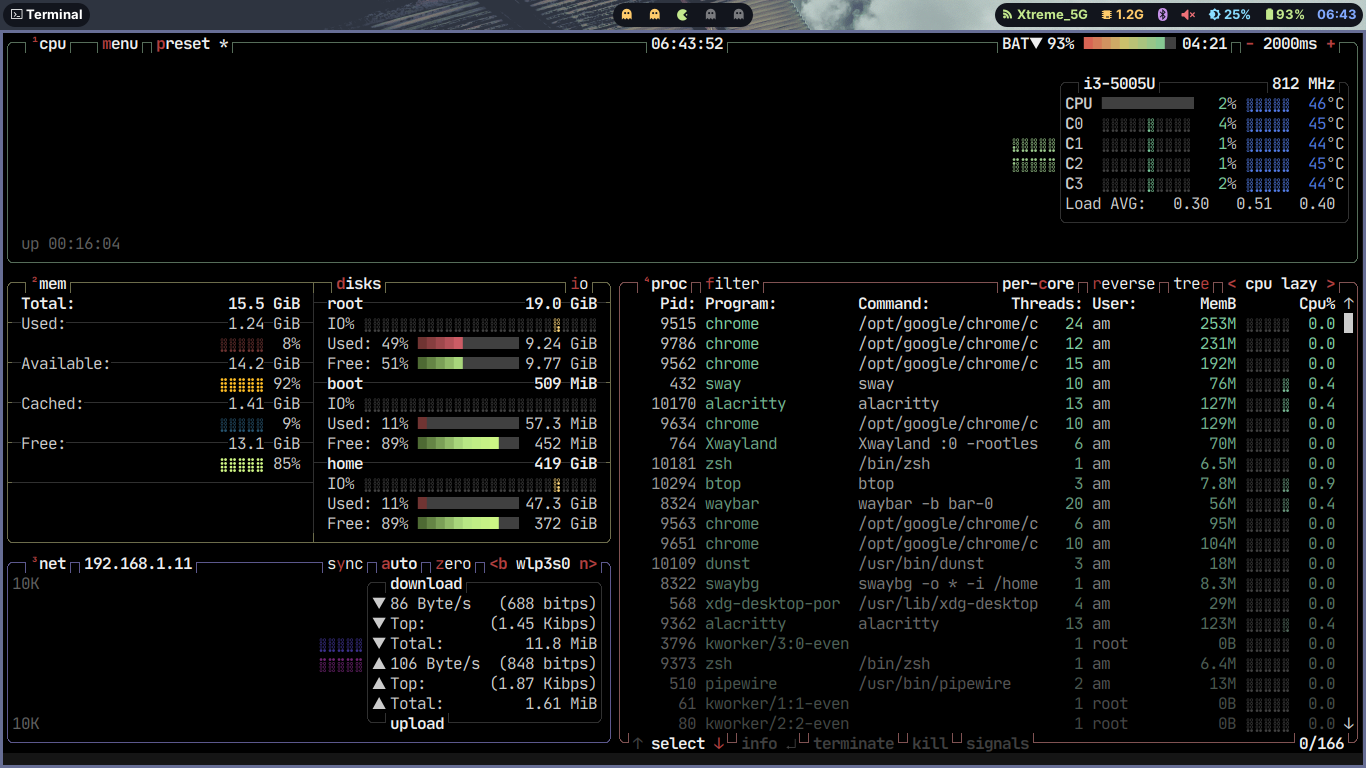 Terminal Xtreme_5G 1.2G 25% 93% 06:43
¹cpu menu preset * 06:43:52 BAT▼ 93% 04:21 - 2000ms +
i3-5005U 812 MHz
CPU 2% 46°C
C0 4% 45°C
C1 1% 44°C
C2 1% 45°C
C3 2% 44°C
Load AVG: 0.30 0.51 0.40
up 00:16:04
²mem
Total: 15.5 GiB
Used: 1.24 GiB
8%
Available: 14.2 GiB
92%
Cached: 1.41 GiB
9%
Free: 13.1 GiB
85%
disks io
root 19.0 GiB
IO%
Used: 49% 9.24 GiB
Free: 51% 9.77 GiB
boot 509 MiB
IO%
Used: 11% 57.3 MiB
Free: 89% 452 MiB
home 419 GiB
IO%
Used: 11% 47.3 GiB
Free: 89% 372 GiB
³net 192.168.1.11 sync auto zero <b wlp3s0 n>
10K
download
▼ 86 Byte/s (688 bitps)
▼ Top: (1.45 Kibps)
▼ Total: 11.8 MiB
▲ 106 Byte/s (848 bitps)
▲ Top: (1.87 Kibps)
▲ Total: 1.61 MiB
upload
10K
⁴proc filter per-core reverse tree < cpu lazy >
Pid: Program: Command: Threads: User: MemB Cpu% ↑
9515 chrome /opt/google/chrome/c 24 am 253M 0.0
9786 chrome /opt/google/chrome/c 12 am 231M 0.0
9562 chrome /opt/google/chrome/c 15 am 192M 0.0
432 sway sway 10 am 76M 0.4
10170 alacritty alacritty 13 am 127M 0.4
9634 chrome /opt/google/chrome/c 10 am 129M 0.0
764 Xwayland Xwayland :0 -rootles 6 am 70M 0.0
10181 zsh /bin/zsh 1 am 6.5M 0.0
10294 btop btop 3 am 7.8M 0.9
8324 waybar waybar -b bar-0 20 am 56M 0.4
9563 chrome /opt/google/chrome/c 6 am 95M 0.0
9651 chrome /opt/google/chrome/c 10 am 104M 0.0
10109 dunst /usr/bin/dunst 3 am 18M 0.0
8322 swaybg swaybg -o * -i /home 1 am 8.3M 0.0
568 xdg-desktop-por /usr/lib/xdg-desktop 4 am 29M 0.0
9362 alacritty alacritty 13 am 123M 0.4
3796 kworker/3:0-even 1 root 0B 0.0
9373 zsh /bin/zsh 1 am 6.4M 0.0
510 pipewire /usr/bin/pipewire 2 am 13M 0.0
61 kworker/1:1-even 1 root 0B 0.0
80 kworker/2:2-even 1 root 0B 0.0 ↓
↑ select ↓ info ↵ terminate kill signals 0/166